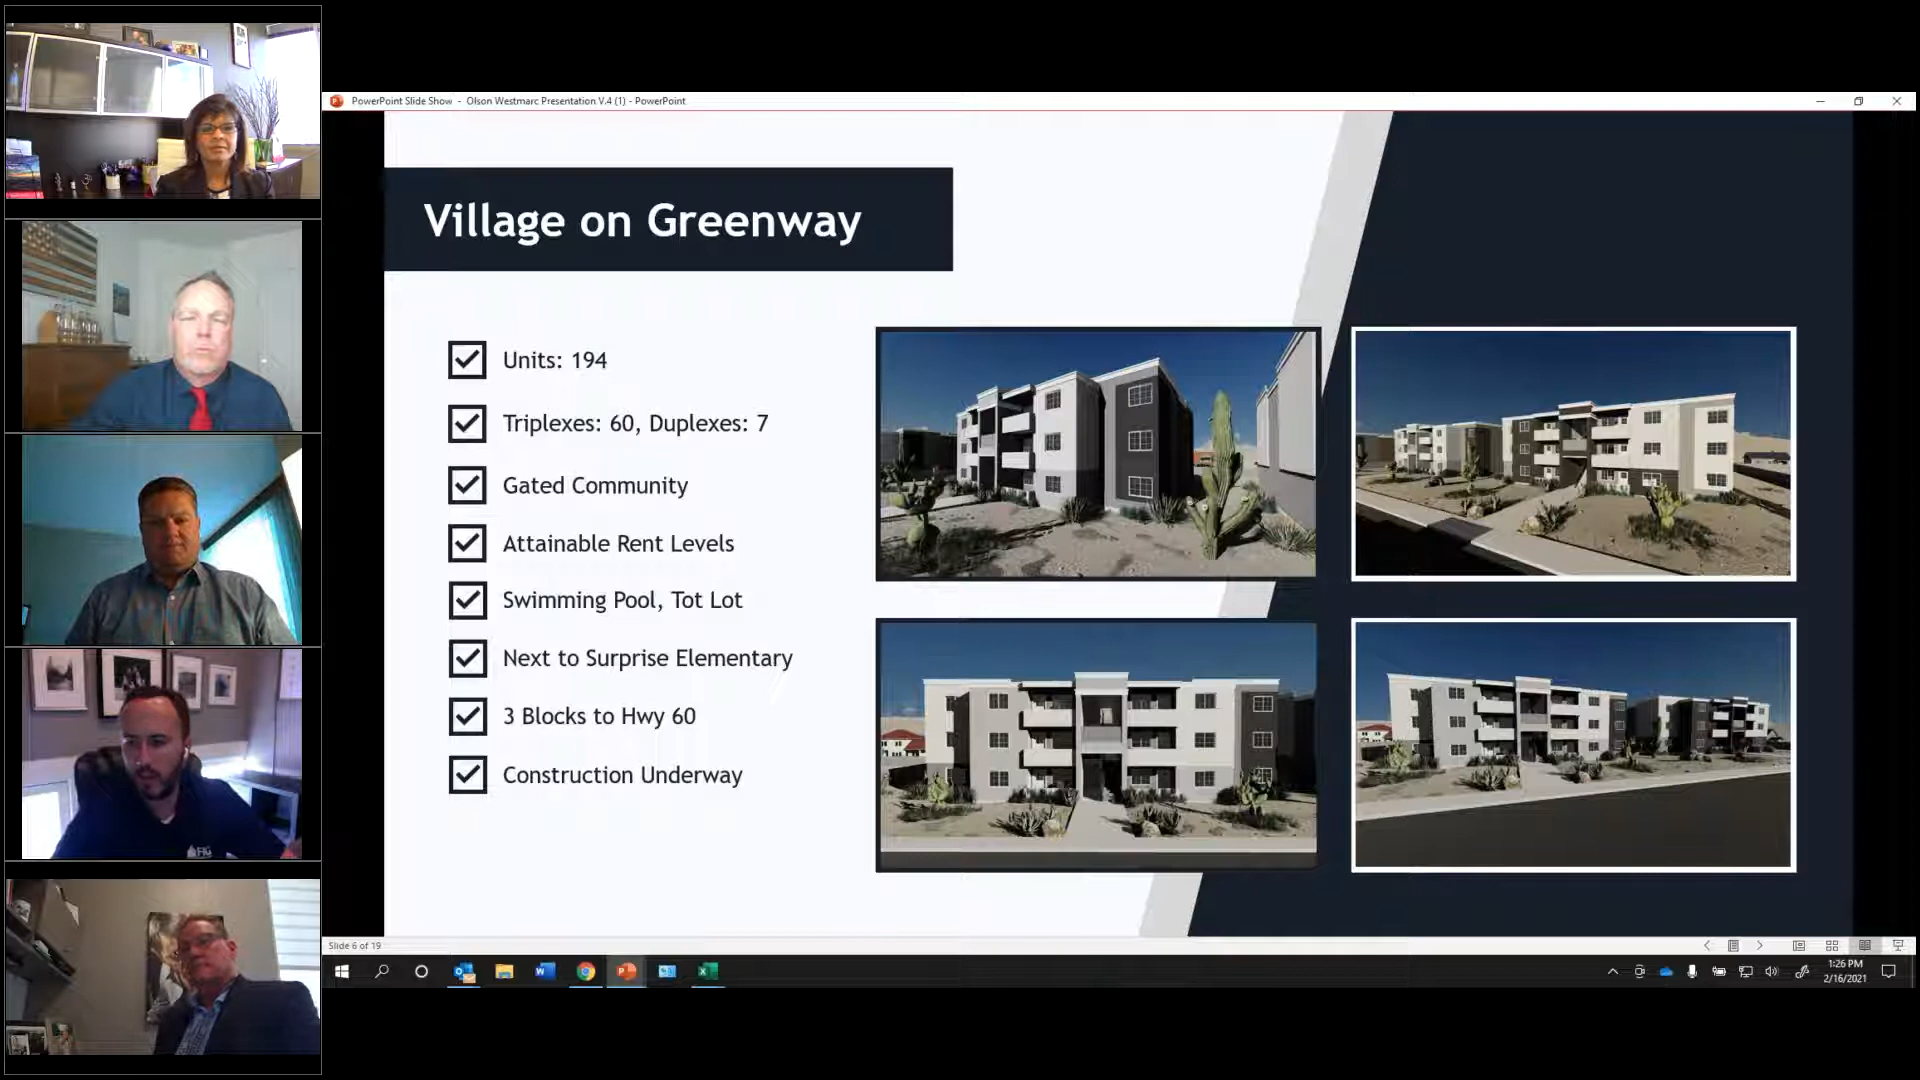 PowerPoint Slide Show - Olson Westmarc Presentation V.4 (1) - PowerPoint
Village on Greenway
Units: 194
Triplexes: 60, Duplexes: 7
Gated Community
Attainable Rent Levels
Swimming Pool, Tot Lot
Next to Surprise Elementary
3 Blocks to Hwy 60
Construction Underway
FIG
Slide 6 of 19
1:26 PM
2/16/2021